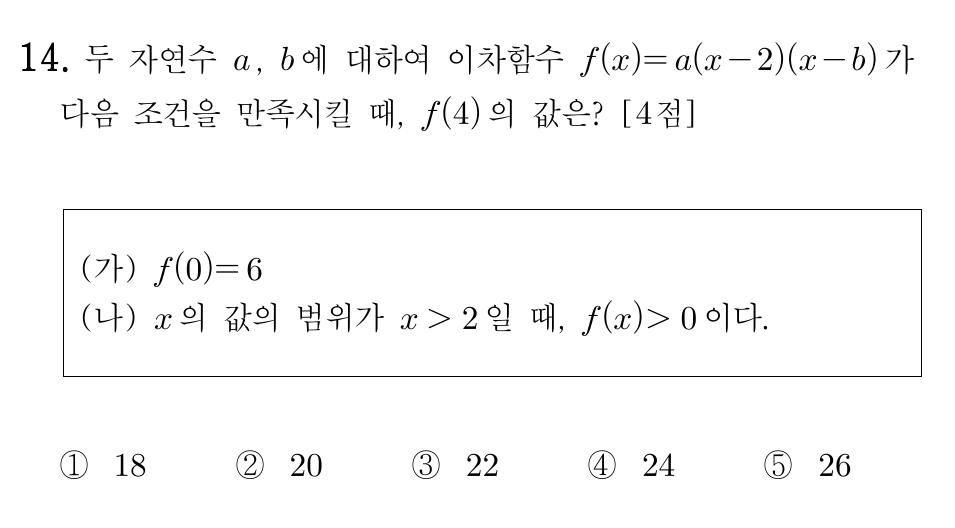 14. 두 자연수 a, b에 대하여 이차함수 f(x)=a(x-2)(x-b)가
다음 조건을 만족시킬 때, f(4)의 값은? [4점]
(가) f(0)=6
(나) x의 값의 범위가 x>2일 때, f(x)>0이다.
① 18 ② 20 ③ 22 ④ 24 ⑤ 26